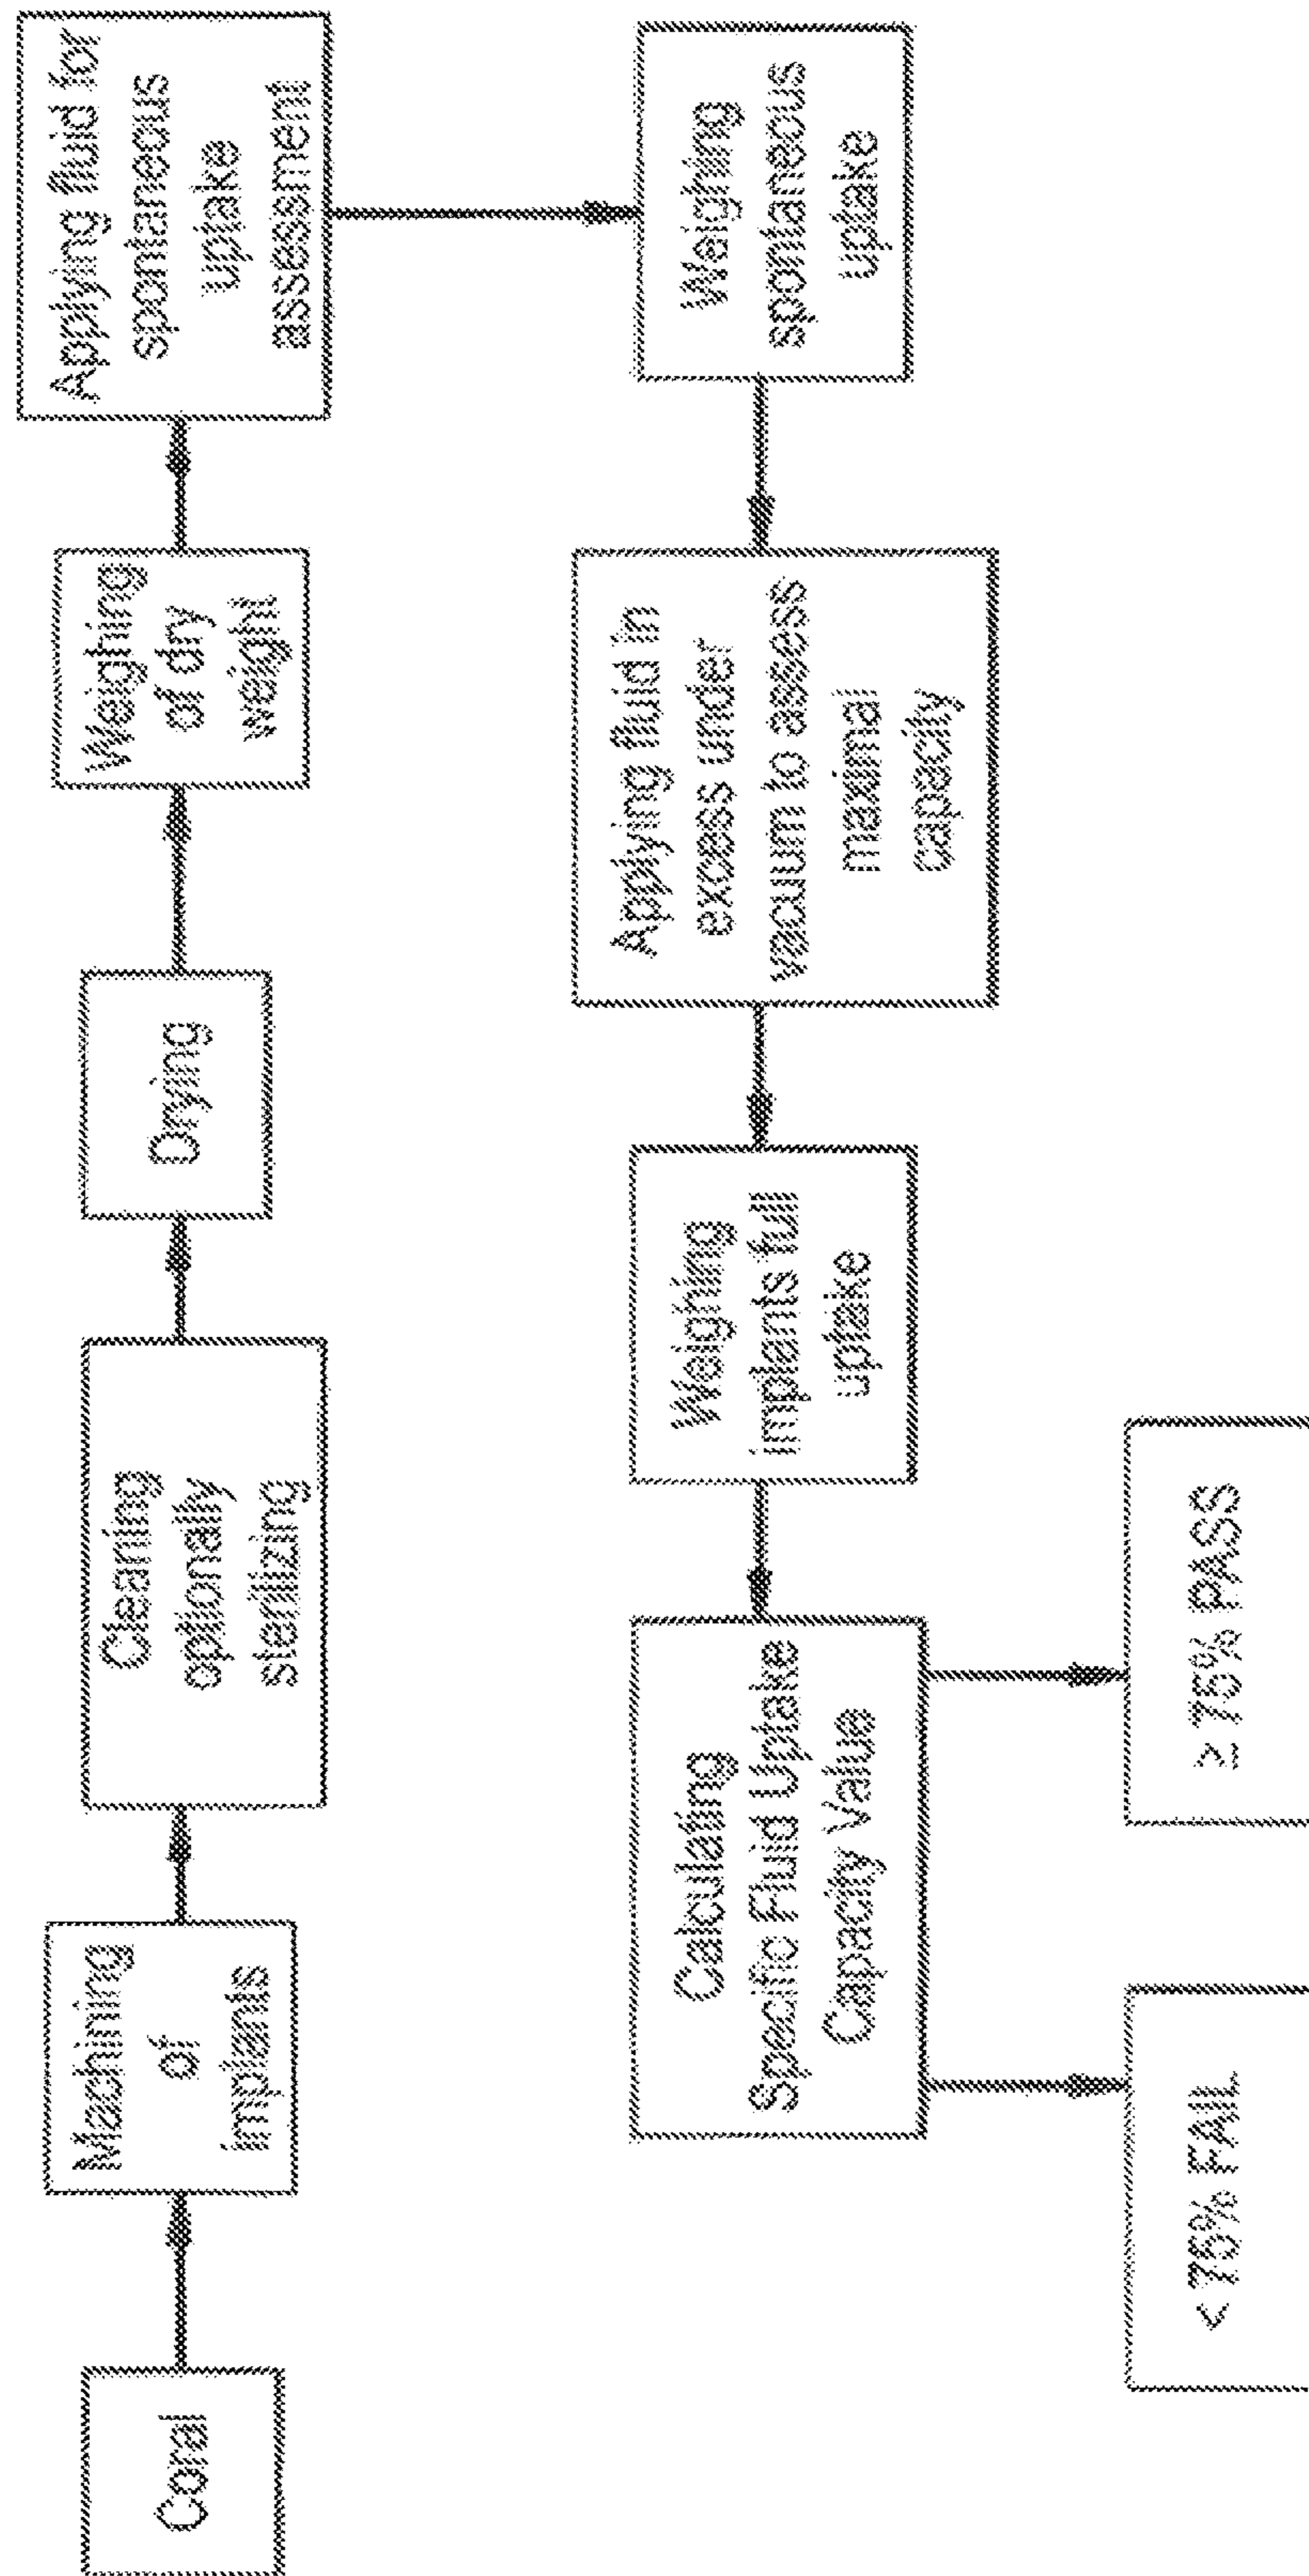 Coral
Machining
of
implants
Cleaning
optionally
sterilizing
Drying
Weighing
of dry
weight
Applying fluid for
spontaneous
uptake
assessment
Weighing
spontaneous
uptake
Applying fluid in
excess under
vacuum to assess
maximal
capacity
Weighing
implants full
uptake
Calculating
Specific Fluid Uptake
Capacity Value
< 75% FAIL
≥ 75% PASS